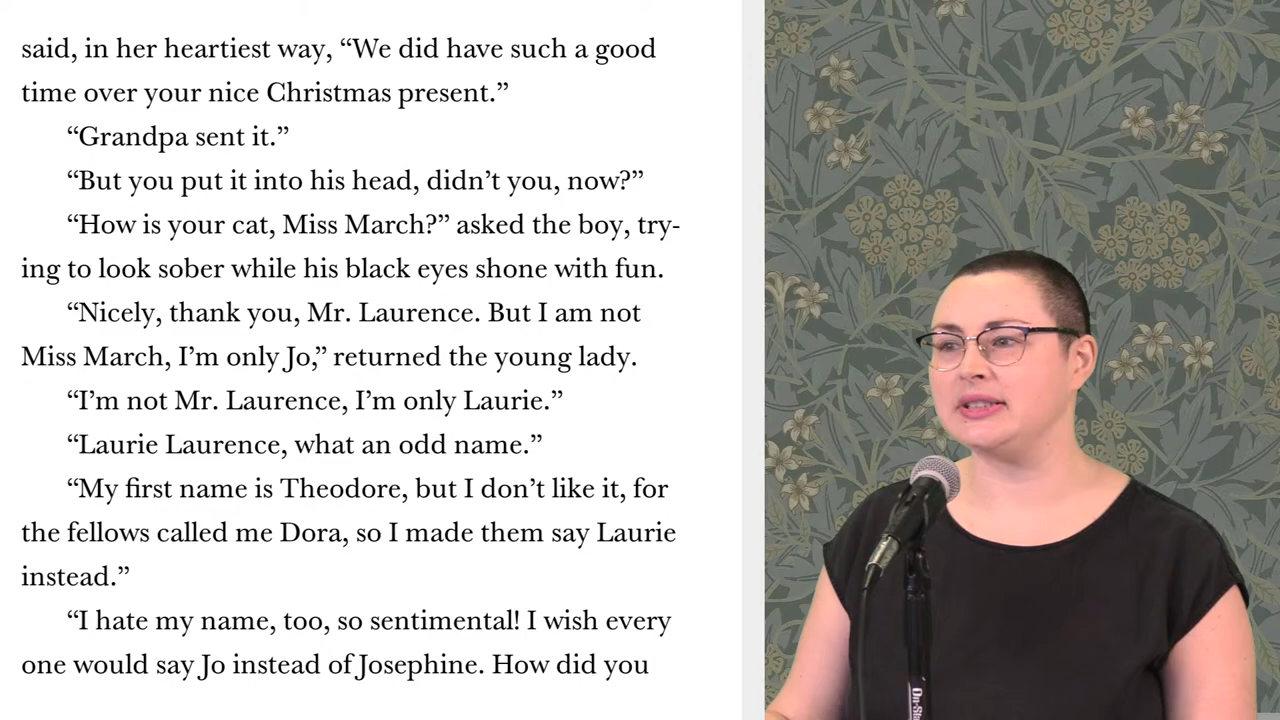 said, in her heartiest way, “We did have such a good
time over your nice Christmas present.”
“Grandpa sent it.”
“But you put it into his head, didn’t you, now?”
“How is your cat, Miss March?” asked the boy, try-
ing to look sober while his black eyes shone with fun.
“Nicely, thank you, Mr. Laurence. But I am not
Miss March, I’m only Jo,” returned the young lady.
“I’m not Mr. Laurence, I’m only Laurie.”
“Laurie Laurence, what an odd name.”
“My first name is Theodore, but I don’t like it, for
the fellows called me Dora, so I made them say Laurie
instead.”
“I hate my name, too, so sentimental! I wish every
one would say Jo instead of Josephine. How did you